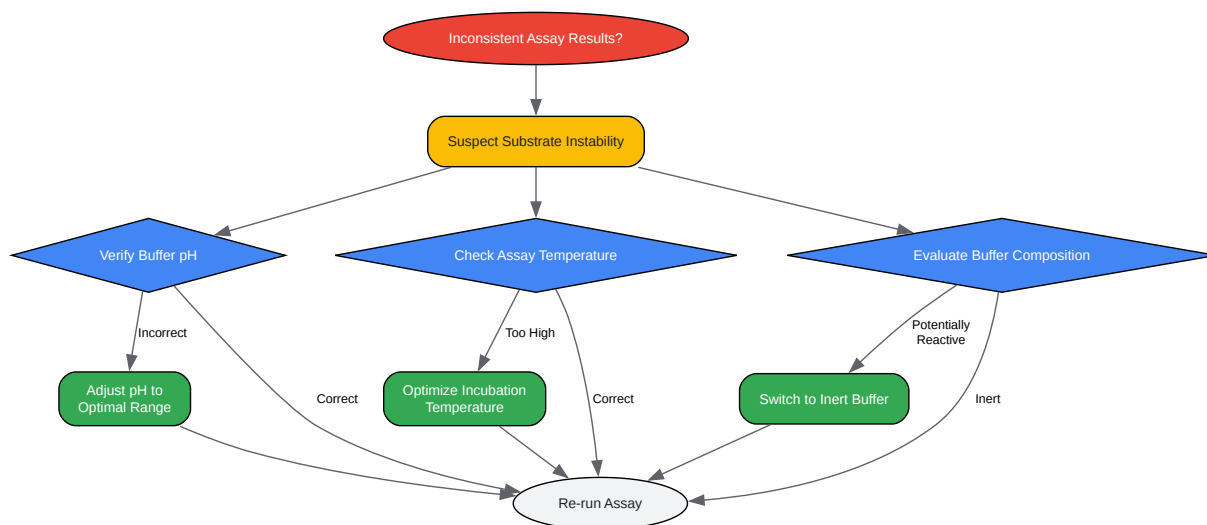 Inconsistent Assay Results?
Suspect Substrate Instability
Verify Buffer pH
Check Assay Temperature
Evaluate Buffer Composition
Incorrect
Too High
Potentially
Reactive
Adjust pH to
Optimal Range
Correct
Optimize Incubation
Temperature
Correct
Switch to Inert Buffer
Inert
Re-run Assay